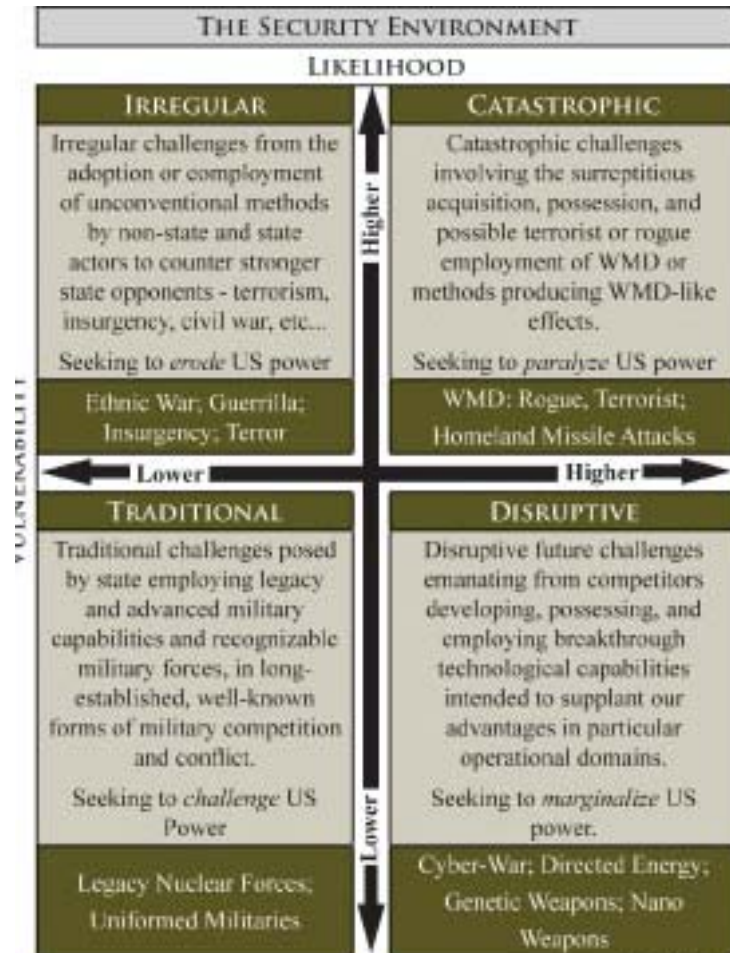 THE SECURITY ENVIRONMENT
LIKELIHOOD
IRREGULAR
Irregular challenges from the
adoption or comployment
of unconventional methods
by non-state and state
actors to counter stronger
state opponents - terrorism,
insurgency, civil war, etc...
Seeking to erode US power
Ethnic War; Guerrilla;
Insurgency; Terror
CATASTROPHIC
Catastrophic challenges
involving the surreptitious
acquisition, possession, and
possible terrorist or rogue
employment of WMD or
methods producing WMD-like
effects.
Seeking to paralyze US power
WMD: Rogue, Terrorist;
Homeland Missile Attacks
Higher
VULNERABILITY
Lower
Higher
TRADITIONAL
Traditional challenges posed
by state employing legacy
and advanced military
capabilities and recognizable
military forces, in long-
established, well-known
forms of military competition
and conflict.
Seeking to challenge US
Power
Legacy Nuclear Forces;
Uniformed Militaries
DISRUPTIVE
Disruptive future challenges
emanating from competitors
developing, possessing, and
employing breakthrough
technological capabilities
intended to supplant our
advantages in particular
operational domains.
Seeking to marginalize US
power.
Cyber-War; Directed Energy;
Genetic Weapons; Nano
Weapons
Lower